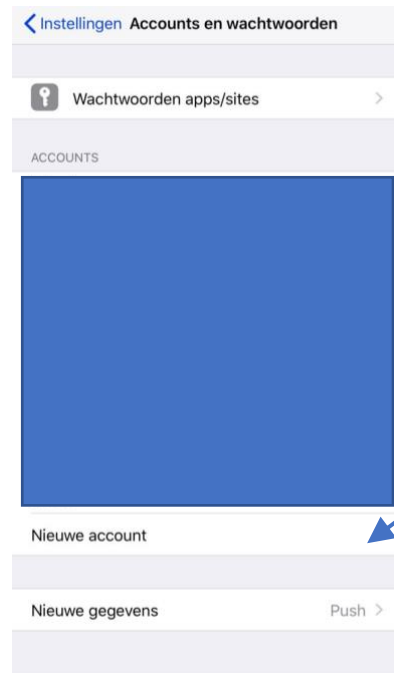 Instellingen Accounts en wachtwoorden
Wachtwoorden apps/sites
ACCOUNTS
Nieuwe account
Nieuwe gegevens Push